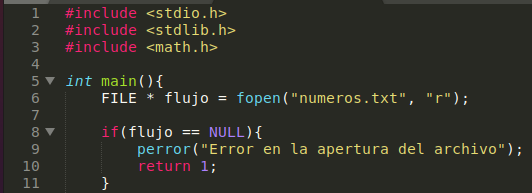 1 #include <stdio.h>
2 #include <stdlib.h>
3 #include <math.h>
4
5 int main(){
6 FILE * flujo = fopen("numeros.txt", "r");
7
8 if(flujo == NULL){
9 perror("Error en la apertura del archivo");
10 return 1;
11 }